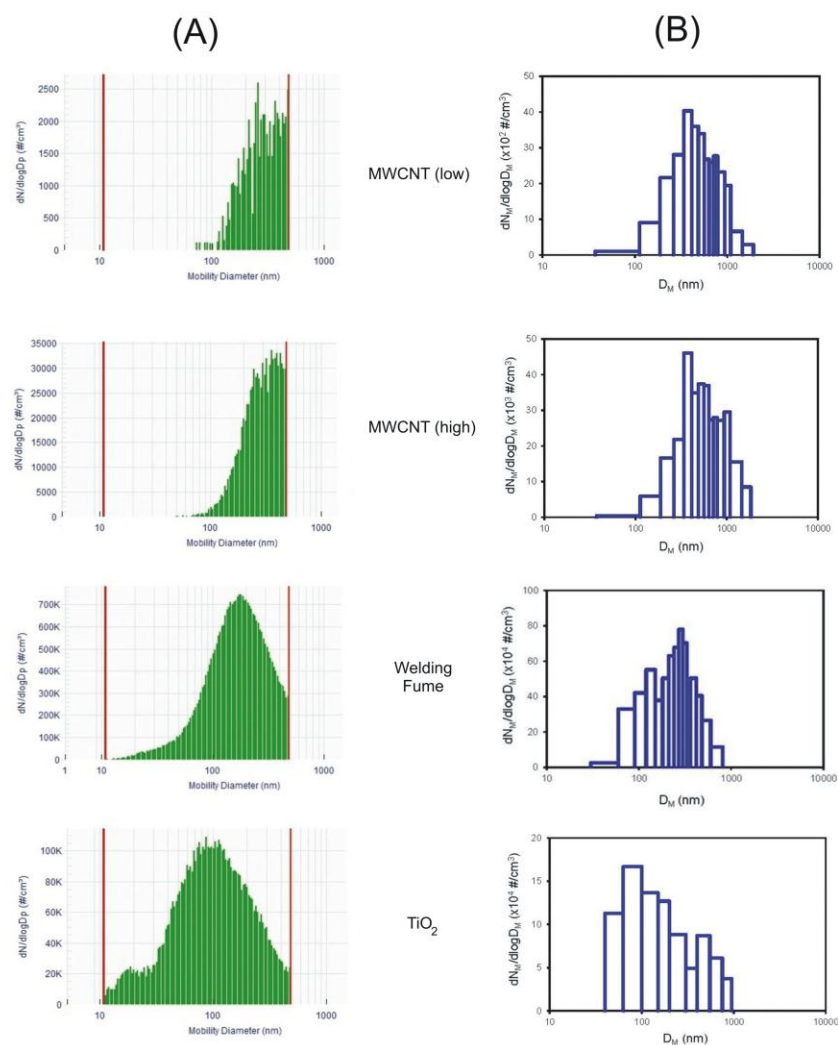 (A)
(B)
dN/dlogDp (#/cm³)
2500
2000
1500
1000
500
0
10
100
1000
Mobility Diameter (nm)
MWCNT (low)
dN_M/dlogD_M (x10² #/cm³)
50
40
30
20
10
0
10
100
1000
10000
D_M (nm)
dN/dlogDp (#/cm³)
35000
30000
25000
20000
15000
10000
5000
0
1
10
100
1000
Mobility Diameter (nm)
MWCNT (high)
dN_M/dlogD_M (x10³ #/cm³)
50
40
30
20
10
0
10
100
1000
10000
D_M (nm)
dN/dlogDp (#/cm³)
700K
600K
500K
400K
300K
200K
100K
0
1
10
100
1000
Mobility Diameter (nm)
Welding
Fume
dN_M/dlogD_M (x10⁴ #/cm³)
100
80
60
40
20
0
10
100
1000
10000
D_M (nm)
dN/dlogDp (#/cm³)
100K
80K
60K
40K
20K
0
10
100
1000
Mobility Diameter (nm)
TiO₂
dN_M/dlogD_M (x10⁴ #/cm³)
20
15
10
5
0
10
100
1000
10000
D_M (nm)